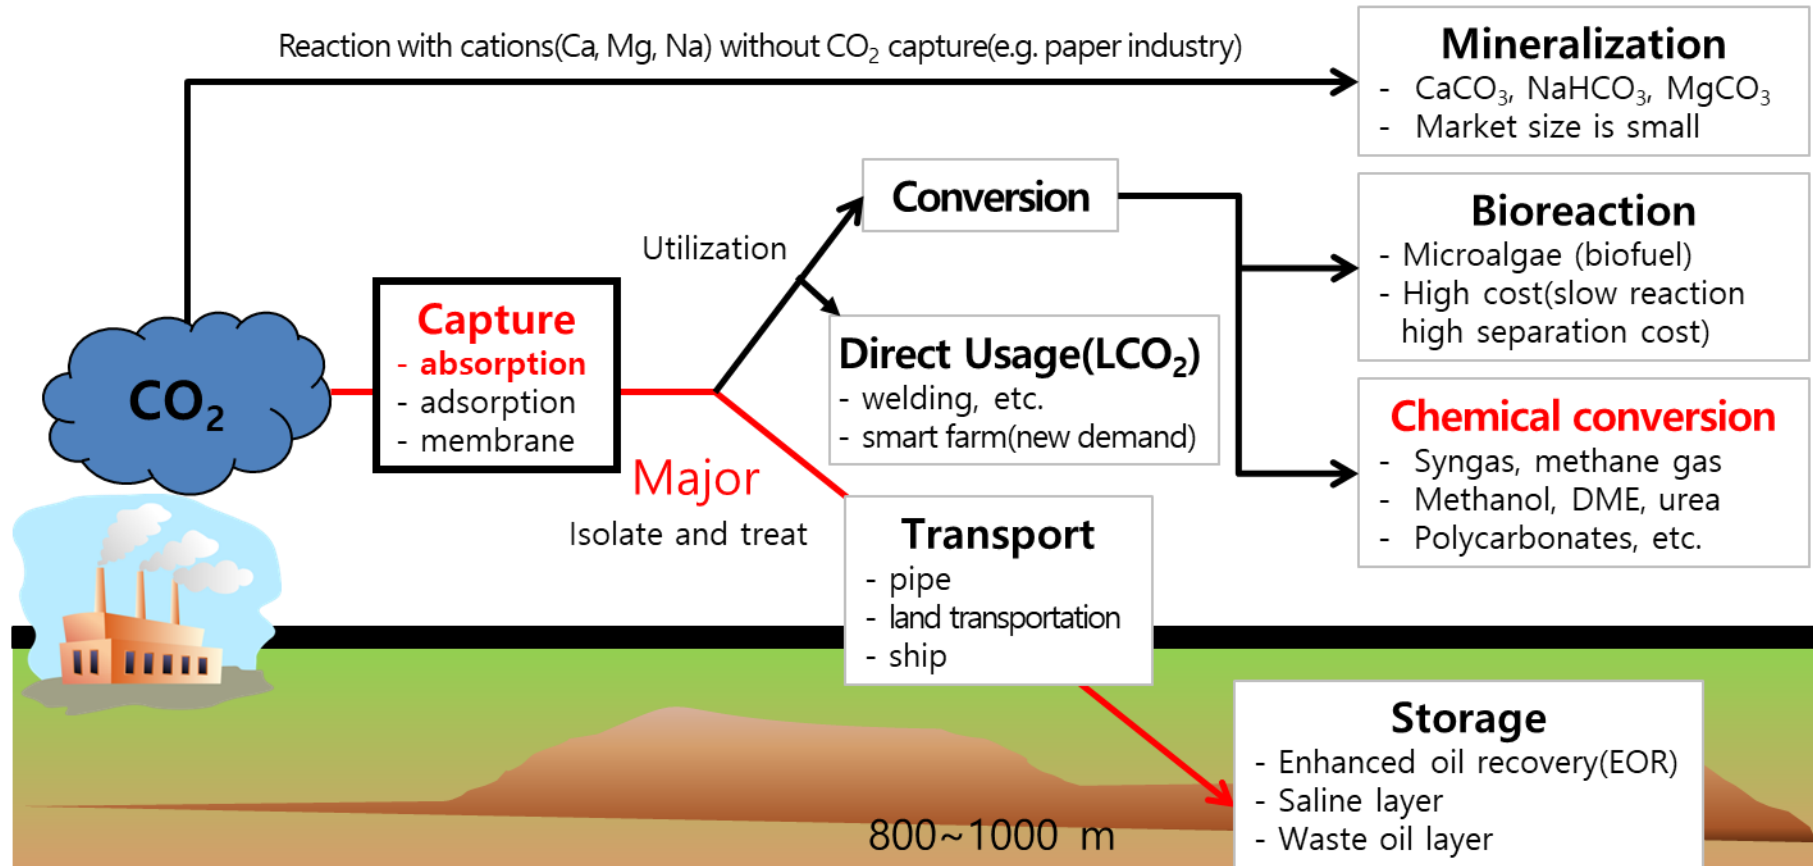 Reaction with cations(Ca, Mg, Na) without CO₂ capture(e.g. paper industry)
Mineralization
- CaCO₃, NaHCO₃, MgCO₃
- Market size is small
Conversion
Utilization
Bioreaction
- Microalgae (biofuel)
- High cost(slow reaction
high separation cost)
CO₂
Capture
- absorption
- adsorption
- membrane
Direct Usage(LCO₂)
- welding, etc.
- smart farm(new demand)
Chemical conversion
- Syngas, methane gas
- Methanol, DME, urea
- Polycarbonates, etc.
Major
Isolate and treat
Transport
- pipe
- land transportation
- ship
Storage
- Enhanced oil recovery(EOR)
- Saline layer
- Waste oil layer
800~1000 m